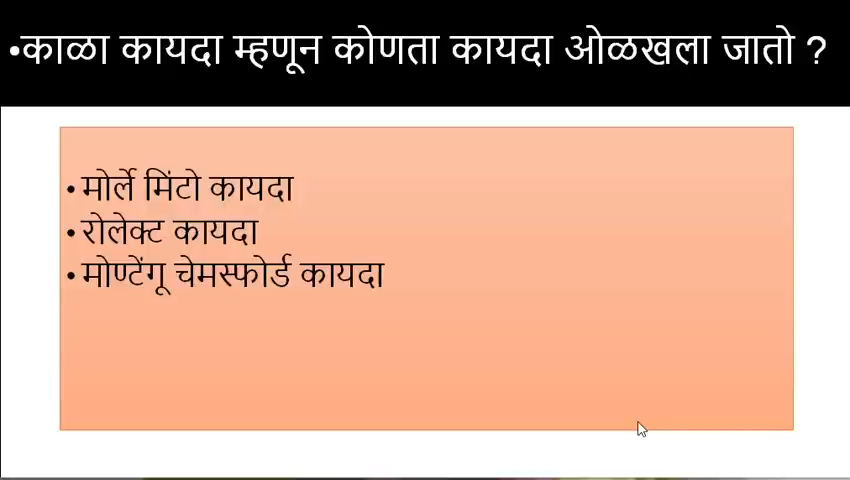 •काळा कायदा म्हणून कोणता कायदा ओळखला जातो ?
• मोर्ले मिंटो कायदा
• रोलेक्ट कायदा
• मोण्टेंगू चेमस्फोर्ड कायदा